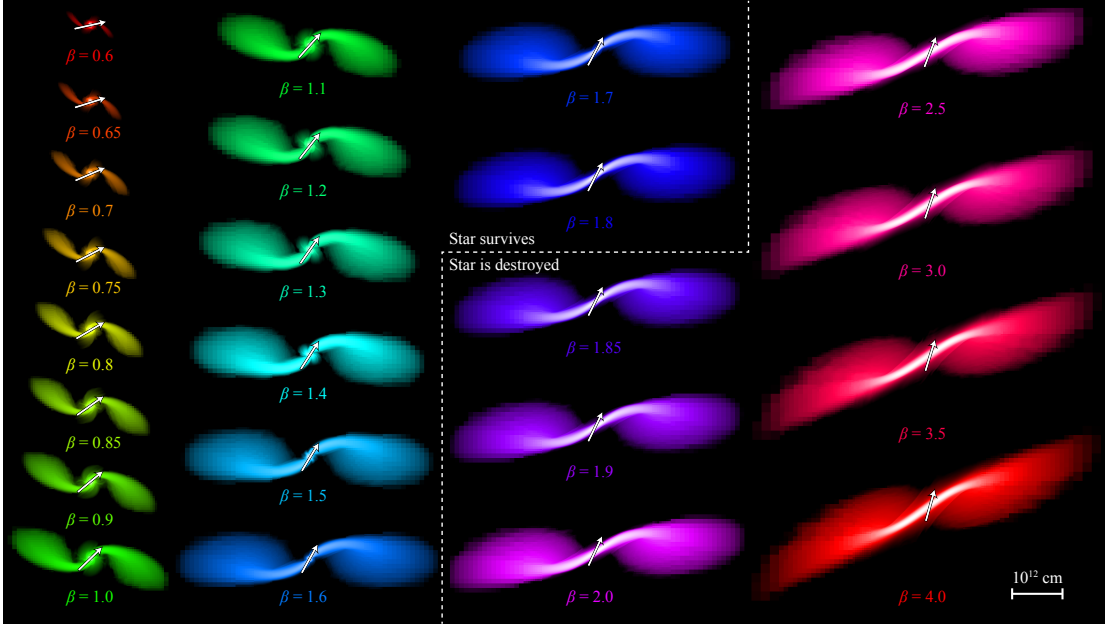 β = 0.6
β = 0.65
β = 0.7
β = 0.75
β = 0.8
β = 0.85
β = 0.9
β = 1.0
β = 1.1
β = 1.2
β = 1.3
β = 1.4
β = 1.5
β = 1.6
β = 1.7
β = 1.8
Star survives
Star is destroyed
β = 1.85
β = 1.9
β = 2.0
β = 2.5
β = 3.0
β = 3.5
β = 4.0
10¹² cm